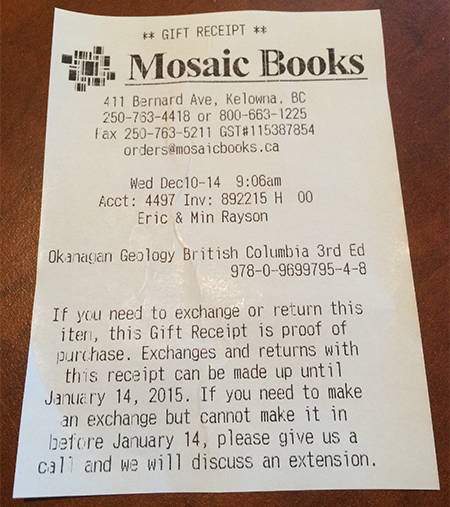 ** GIFT RECEIPT **
Mosaic Books
411 Bernard Ave, Kelowna, BC
250-763-4418 or 800-663-1225
Fax 250-763-5211 GST#115387854
orders@mosaicbooks.ca
Wed Dec10-14 9:06am
Acct: 4497 Inv: 892215 H 00
Eric & Min Rayson
Okanagan Geology British Columbia 3rd Ed
978-0-9699795-4-8
If you need to exchange or return this
item, this Gift Receipt is proof of
purchase. Exchanges and returns with
this receipt can be made up until
January 14, 2015. If you need to make
an exchange but cannot make it in
before January 14, please give us a
call and we will discuss an extension.